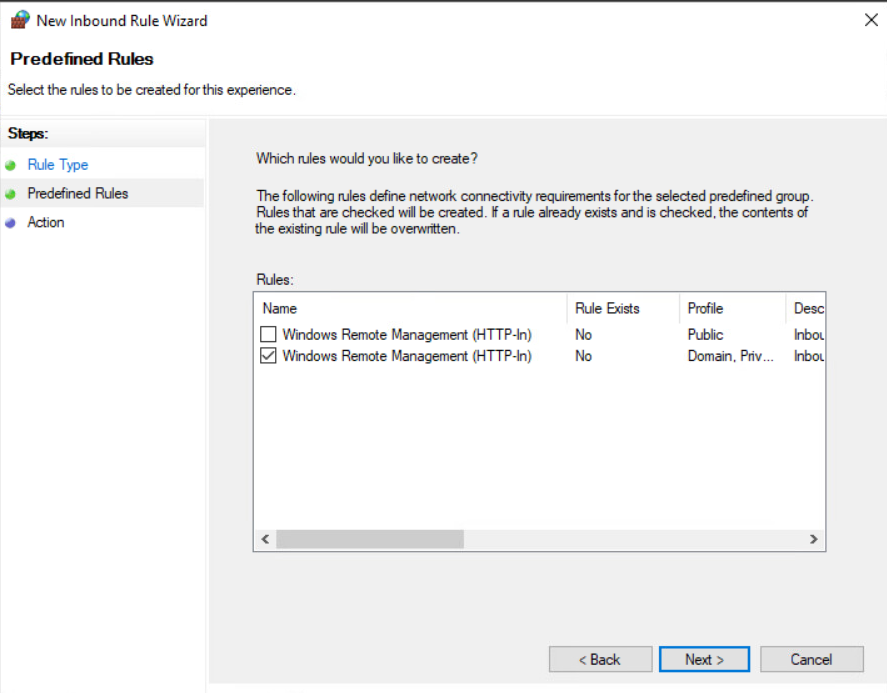 New Inbound Rule Wizard
Predefined Rules
Select the rules to be created for this experience.
Steps:
Rule Type
Predefined Rules
Action
Which rules would you like to create?
The following rules define network connectivity requirements for the selected predefined group.
Rules that are checked will be created. If a rule already exists and is checked, the contents of
the existing rule will be overwritten.
Rules:
Name Rule Exists Profile Desc
Windows Remote Management (HTTP-In) No Public Inbou
Windows Remote Management (HTTP-In) No Domain, Priv... Inbou
< Back Next > Cancel